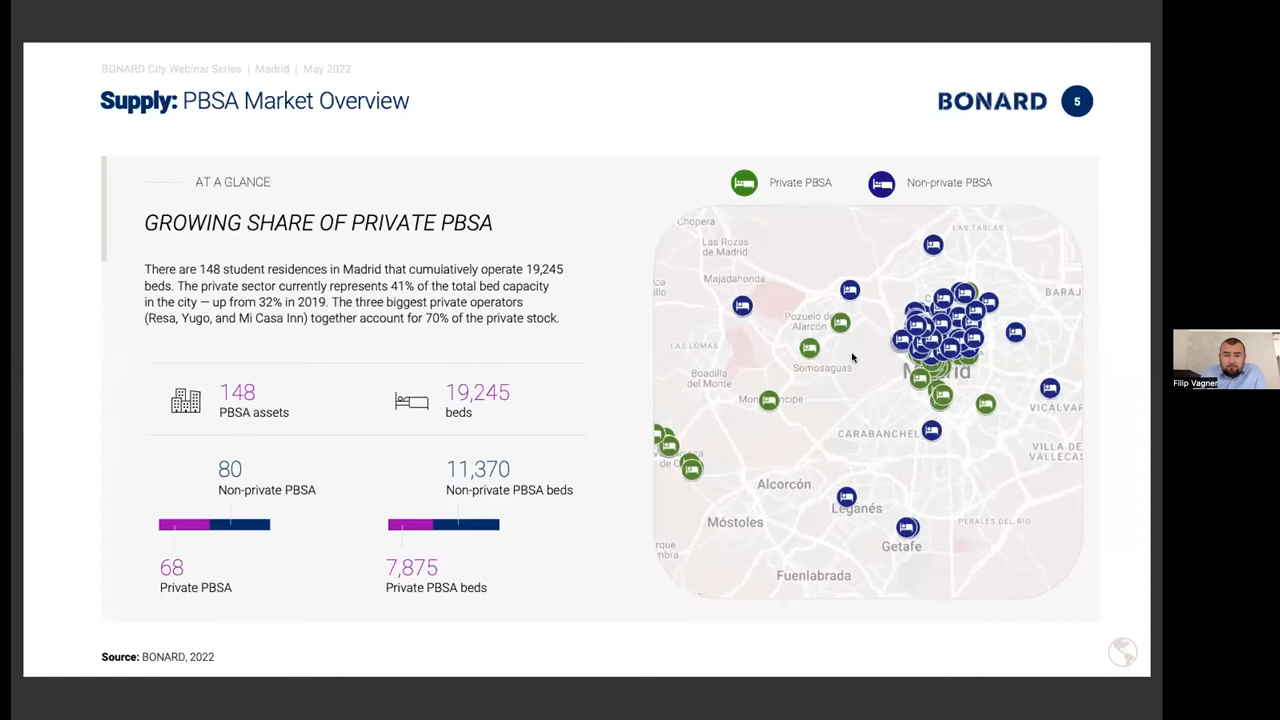 BONARD City Webinar Series | Madrid | May 2022
Supply: PBSA Market Overview
BONARD
5
AT A GLANCE
GROWING SHARE OF PRIVATE PBSA
There are 148 student residences in Madrid that cumulatively operate 19,245
beds. The private sector currently represents 41% of the total bed capacity
in the city — up from 32% in 2019. The three biggest private operators
(Resa, Yugo, and Mi Casa Inn) together account for 70% of the private stock.
148
PBSA assets
19,245
beds
80
Non-private PBSA
11,370
Non-private PBSA beds
68
Private PBSA
7,875
Private PBSA beds
Private PBSA
Non-private PBSA
Chopera
LAS TABLAS
Las Rozas
de Madrid
Majadahonda
BARAJ
Pozuelo de
Alarcón
LAS LOMAS
Somosaguas
Boadilla
del Monte
VICALVAR
CARABANCHEL
VILLA DE
VALLECAS
Alcorcón
Leganés
Móstoles
PERALES DEL RIO
Getafe
Fuenlabrada
Source: BONARD, 2022
Filip Vagner